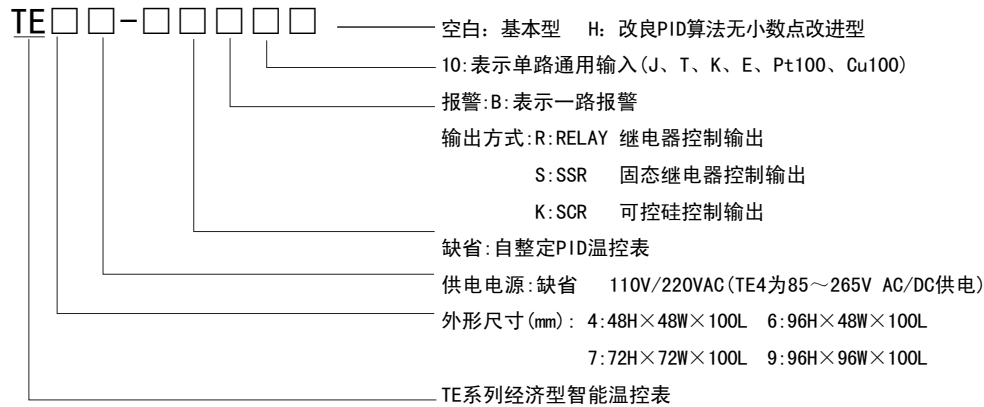 TE□□-□□□□□
空白：基本型 H：改良PID算法无小数点改进型
10:表示单路通用输入(J、T、K、E、Pt100、Cu100)
报警:B:表示一路报警
输出方式:R:RELAY 继电器控制输出
S:SSR 固态继电器控制输出
K:SCR 可控硅控制输出
缺省:自整定PID温控表
供电电源:缺省 110V/220VAC(TE4为85～265V AC/DC供电)
外形尺寸(mm): 4:48H×48W×100L 6:96H×48W×100L
7:72H×72W×100L 9:96H×96W×100L
TE系列经济型智能温控表